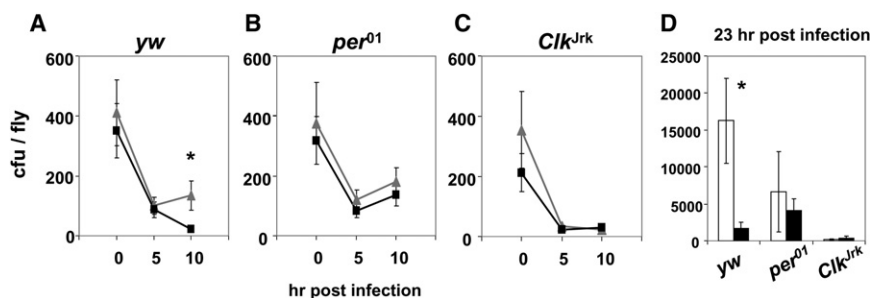 A
yw
600
400
200
0
cfu / fly
*
0 5 10
B
per01
600
400
200
0
0 5 10
hr post infection
C
ClkJrk
600
400
200
0
0 5 10
D
23 hr post infection
25000
20000
15000
10000
5000
0
*
yw
per01
ClkJrk